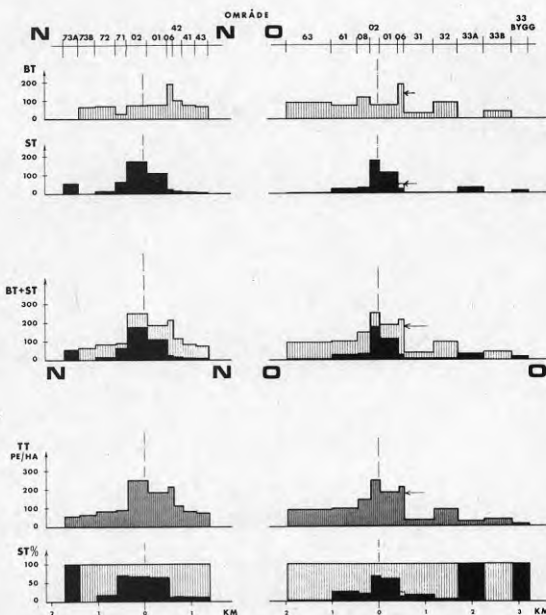 OMRÅDE
N N O 33 BYGG
73A 73B 72 71 02 01 06 42 41 43
63 61 08 02 01 06 31 32 33A 33B
BT
200
100
0
ST
200
100
0
BT+ST
300
200
100
0
N N O O
TT
PE/HA
300
200
100
0
ST%
100
50
0
2 1 0 1 KM
2 1 0 1 2 3 KM